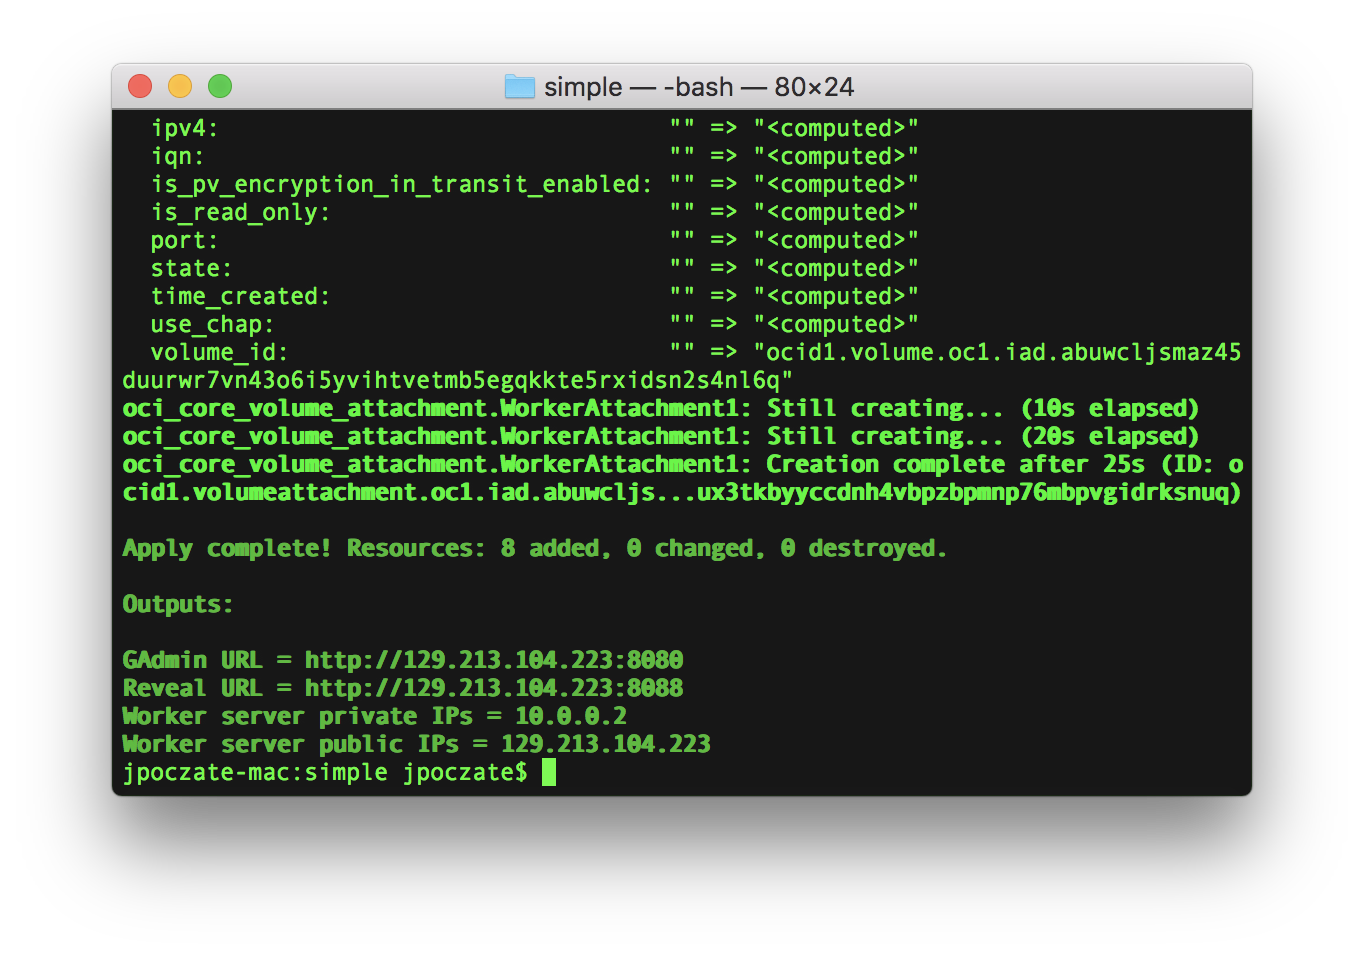 simple — -bash — 80×24
ipv4: "" => "<computed>"
iqn: "" => "<computed>"
is_pv_encryption_in_transit_enabled: "" => "<computed>"
is_read_only: "" => "<computed>"
port: "" => "<computed>"
state: "" => "<computed>"
time_created: "" => "<computed>"
use_chap: "" => "<computed>"
volume_id: "" => "ocid1.volume.oc1.iad.abuwcljsmaz45
duurwr7vn43o6i5yvihtvetmb5egqkkte5rxidsn2s4nl6q"
oci_core_volume_attachment.WorkerAttachment1: Still creating... (10s elapsed)
oci_core_volume_attachment.WorkerAttachment1: Still creating... (20s elapsed)
oci_core_volume_attachment.WorkerAttachment1: Creation complete after 25s (ID: o
cid1.volumeattachment.oc1.iad.abuwcljs...ux3tkbyyccdnh4vbpzbpmnp76mbpvgidrksnuq)
Apply complete! Resources: 8 added, 0 changed, 0 destroyed.
Outputs:
GAdmin URL = http://129.213.104.223:8080
Reveal URL = http://129.213.104.223:8088
Worker server private IPs = 10.0.0.2
Worker server public IPs = 129.213.104.223
jpoczate-mac:simple jpoczate$